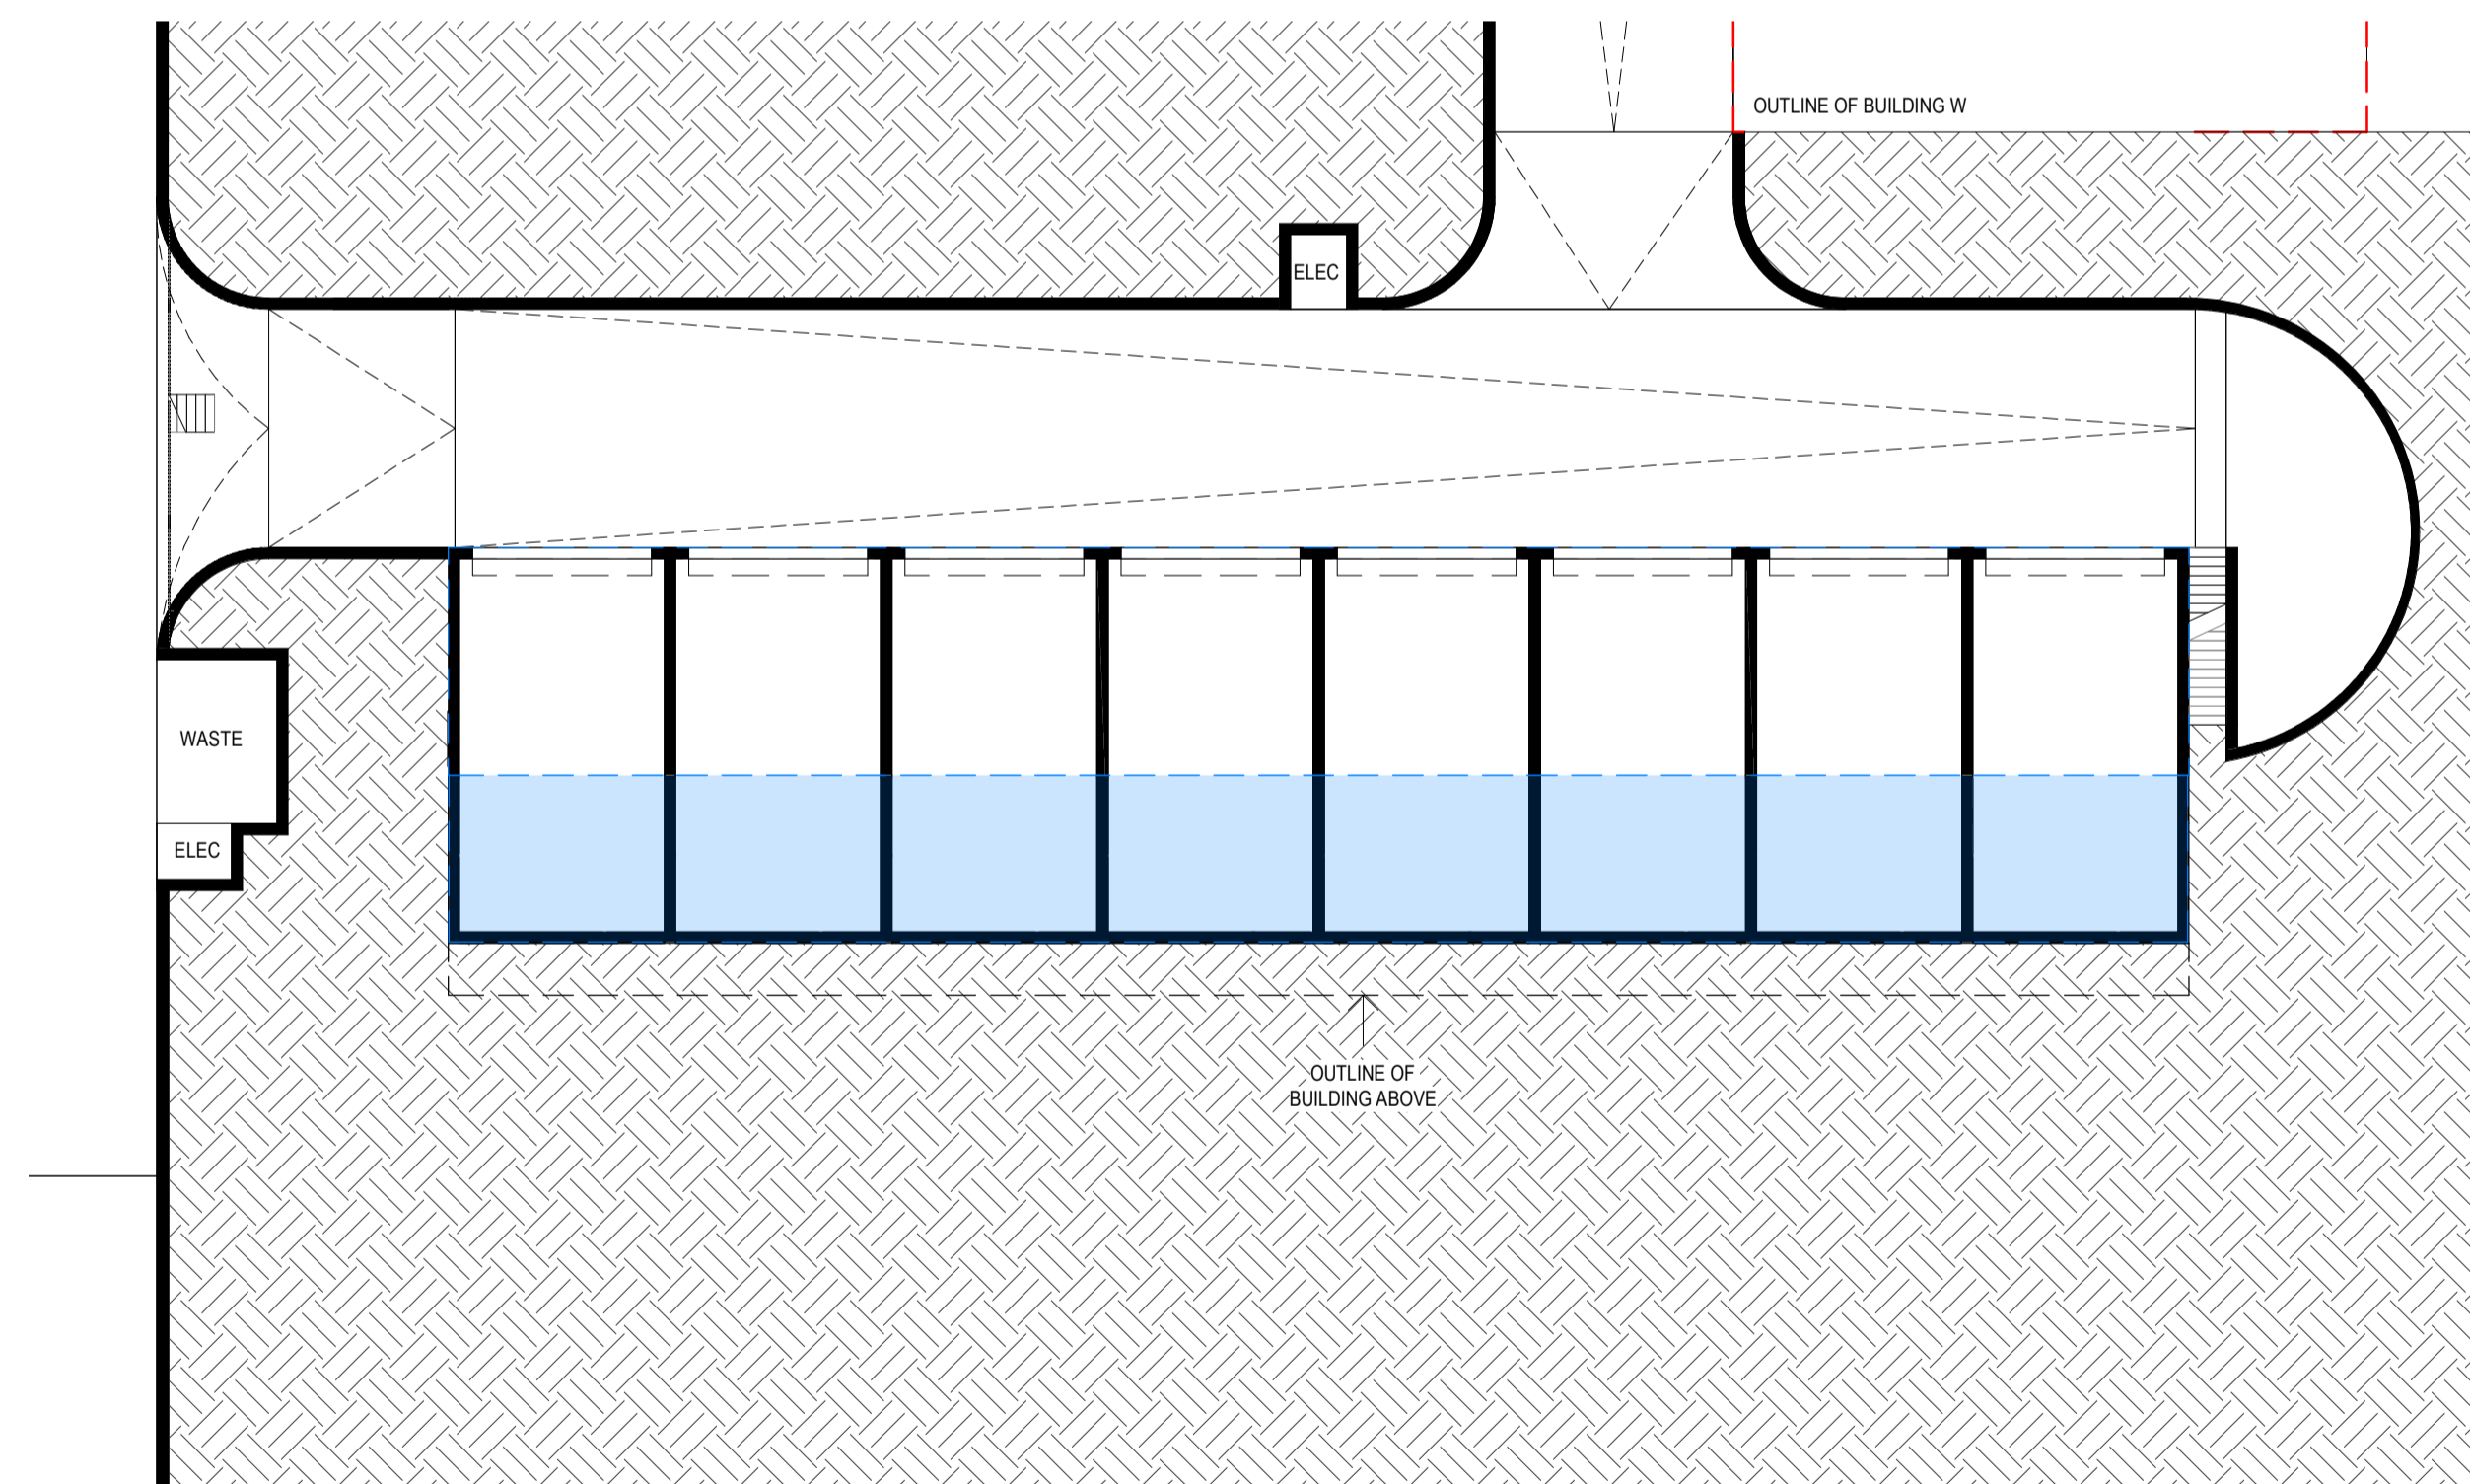 OUTLINE OF BUILDING W
ELEC
WASTE
ELEC
OUTLINE OF
BUILDING ABOVE